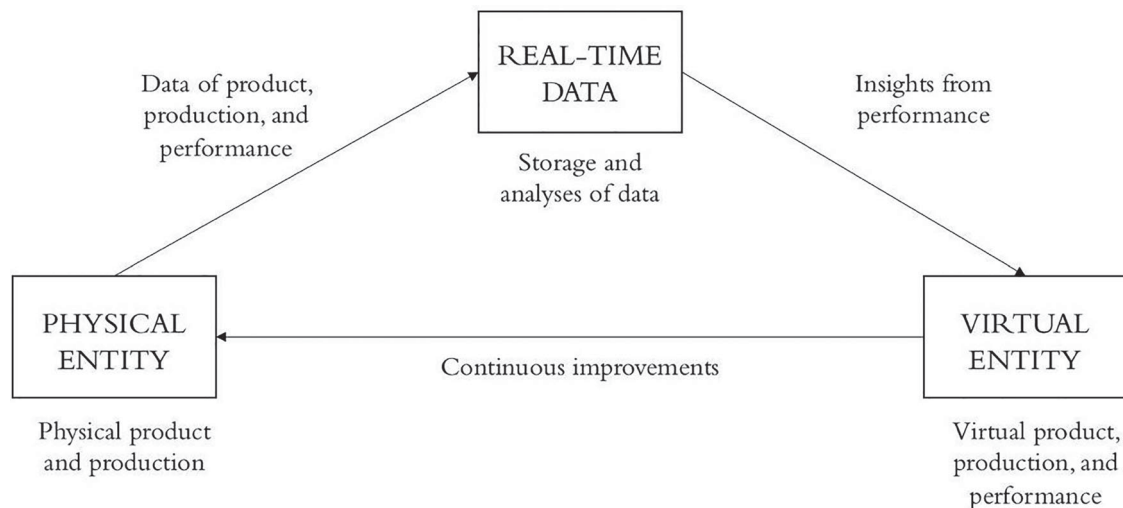 REAL-TIME
DATA
Data of product,
production, and
performance
Insights from
performance
Storage and
analyses of data
PHYSICAL
ENTITY
VIRTUAL
ENTITY
Continuous improvements
Physical product
and production
Virtual product,
production, and
performance